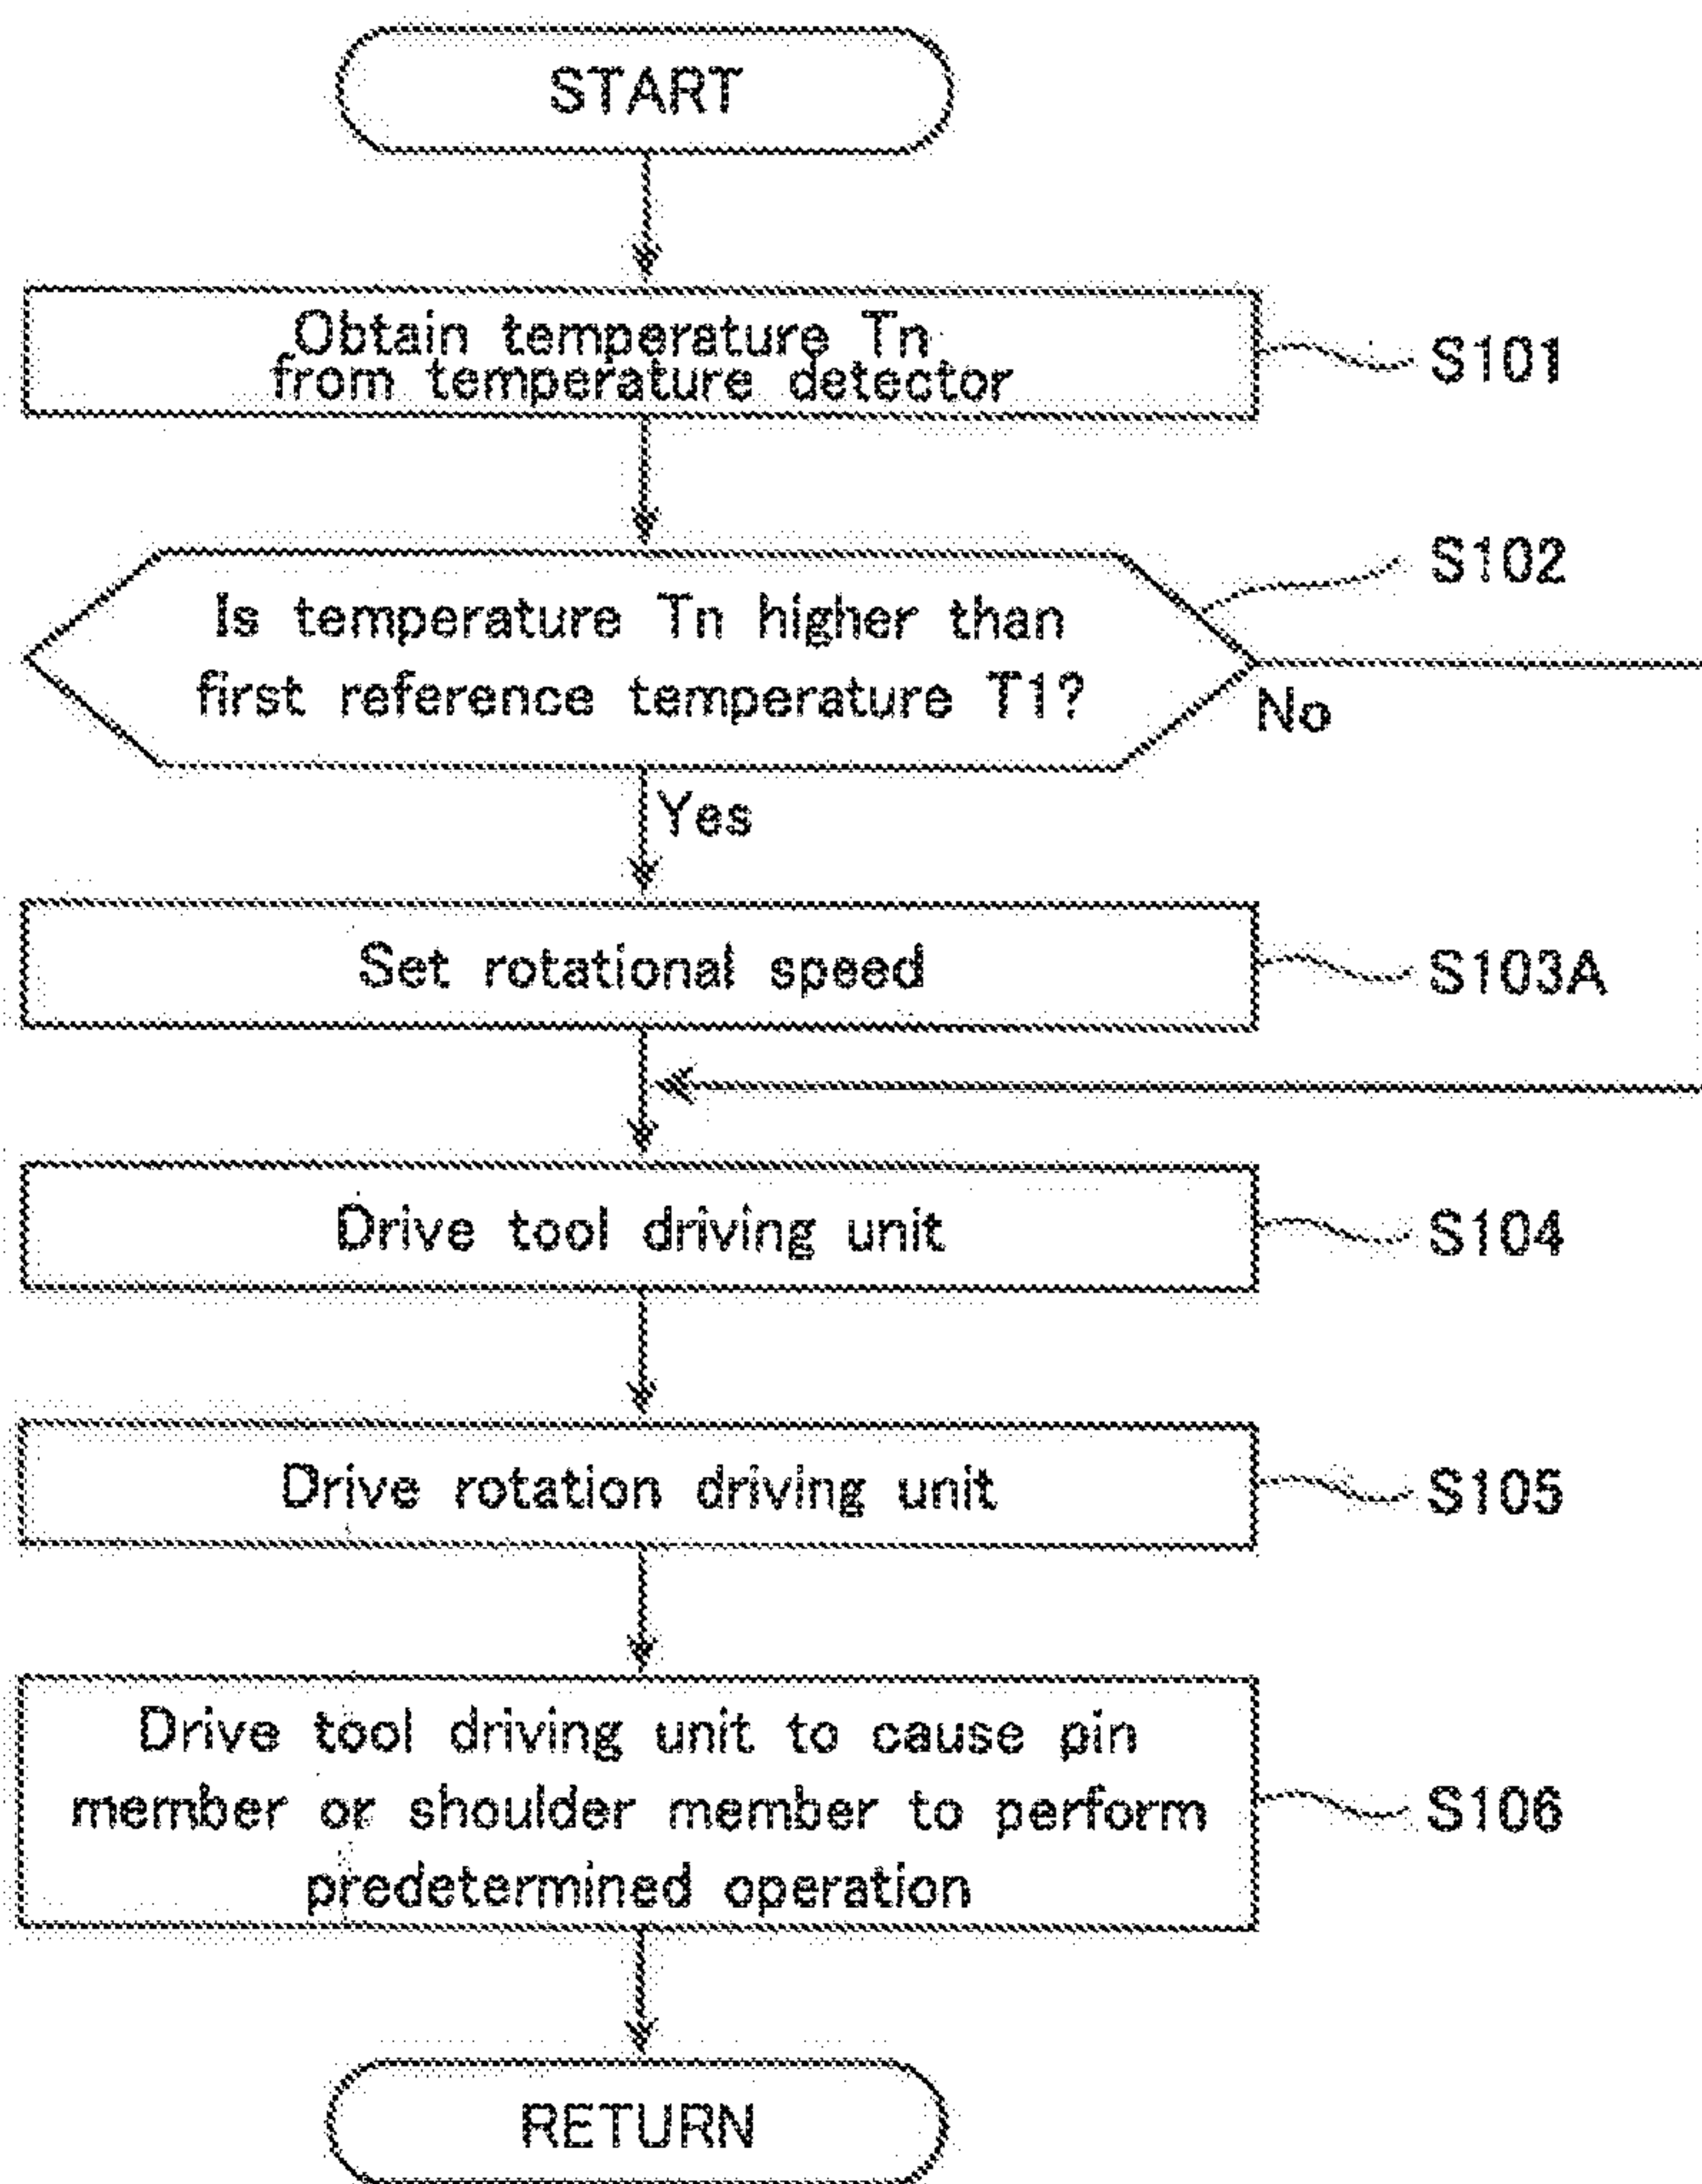 START
Obtain temperature Tn
from temperature detector
S101
S102
Is temperature Tn higher than
first reference temperature T1?
No
Yes
Set rotational speed
S103A
Drive tool driving unit
S104
Drive rotation driving unit
S105
Drive tool driving unit to cause pin
member or shoulder member to perform
predetermined operation
S106
RETURN